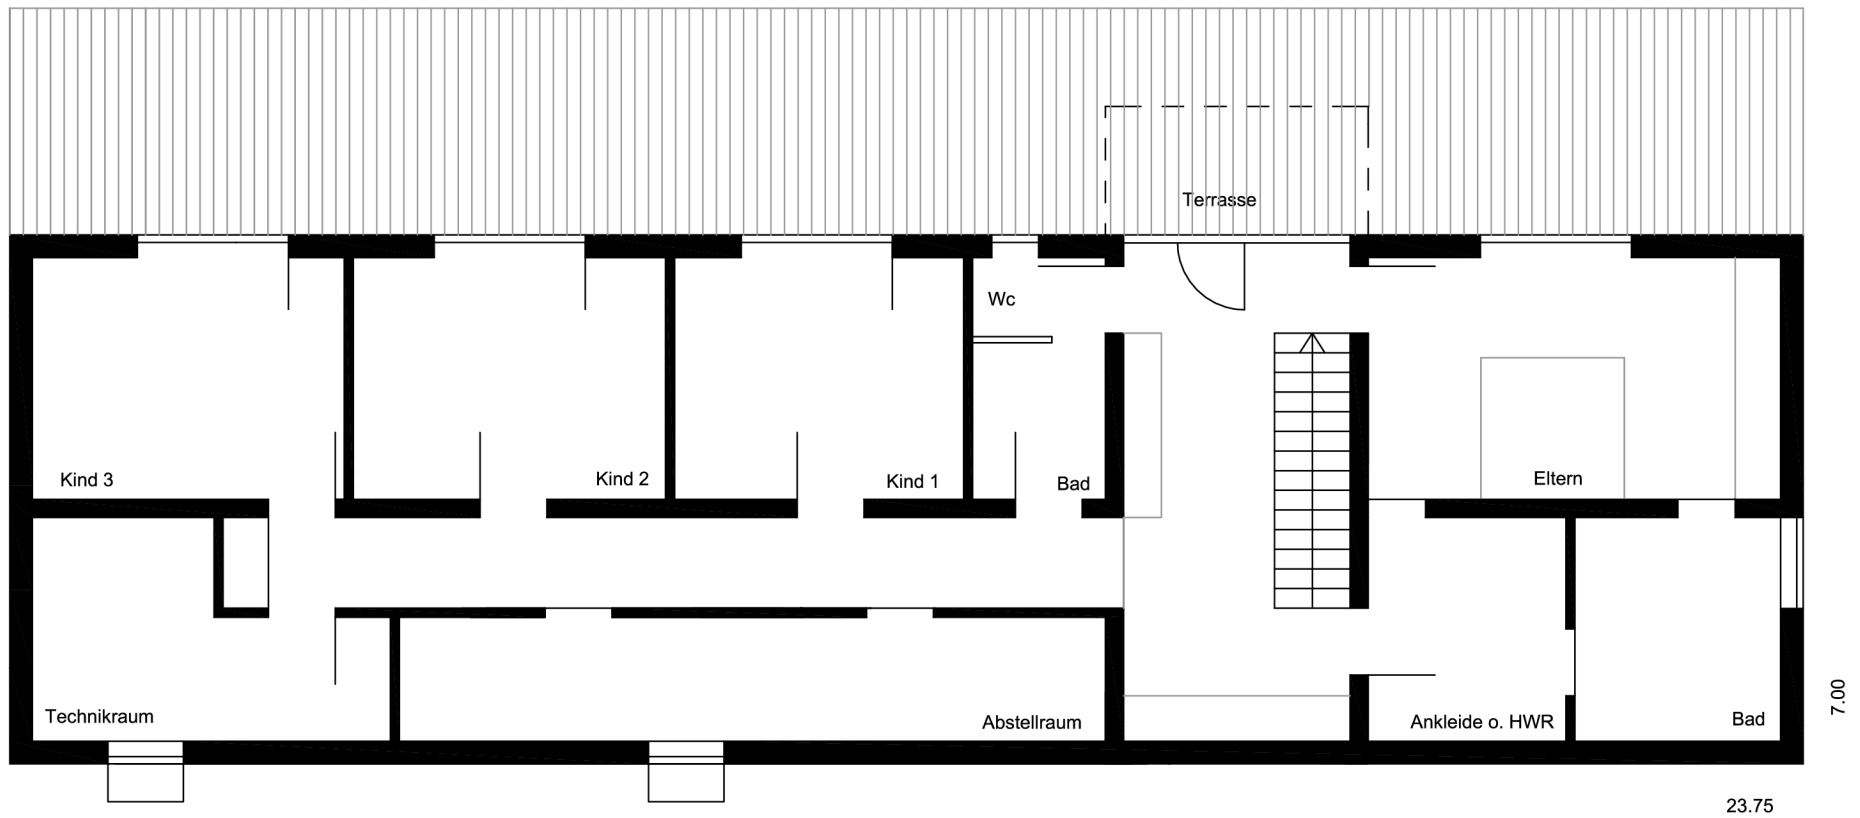 Terrasse
Wc
Kind 3
Kind 2
Kind 1
Bad
Eltern
Technikraum
Abstellraum
Ankleide o. HWR
Bad
7.00
23.75